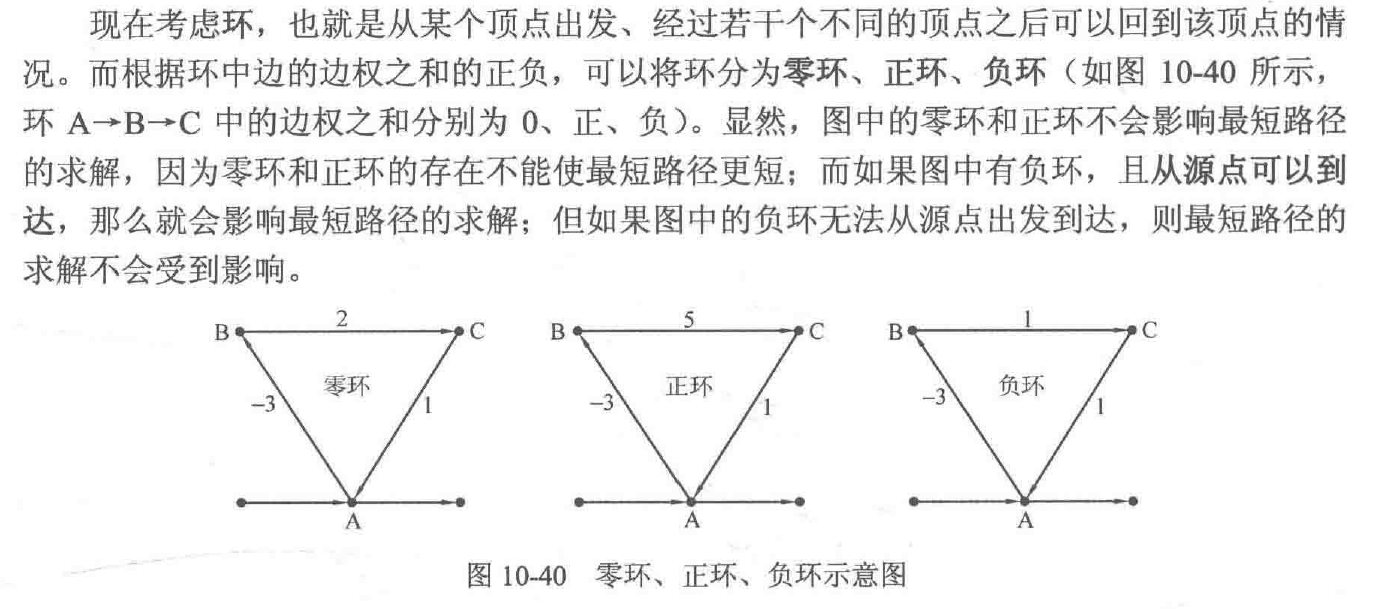 现在考虑环，也就是从某个顶点出发、经过若干个不同的顶点之后可以回到该顶点的情
况。而根据环中边的边权之和的正负，可以将环分为零环、正环、负环（如图 10-40 所示，
环 A→B→C 中的边权之和分别为 0、正、负）。显然，图中的零环和正环不会影响最短路径
的求解，因为零环和正环的存在不能使最短路径更短；而如果图中有负环，且从源点可以到
达，那么就会影响最短路径的求解；但如果图中的负环无法从源点出发到达，则最短路径的
求解不会受到影响。
B 2 C
零环
-3 1
A
B 5 C
正环
-3 1
A
B 1 C
负环
-3 1
A
图 10-40 零环、正环、负环示意图